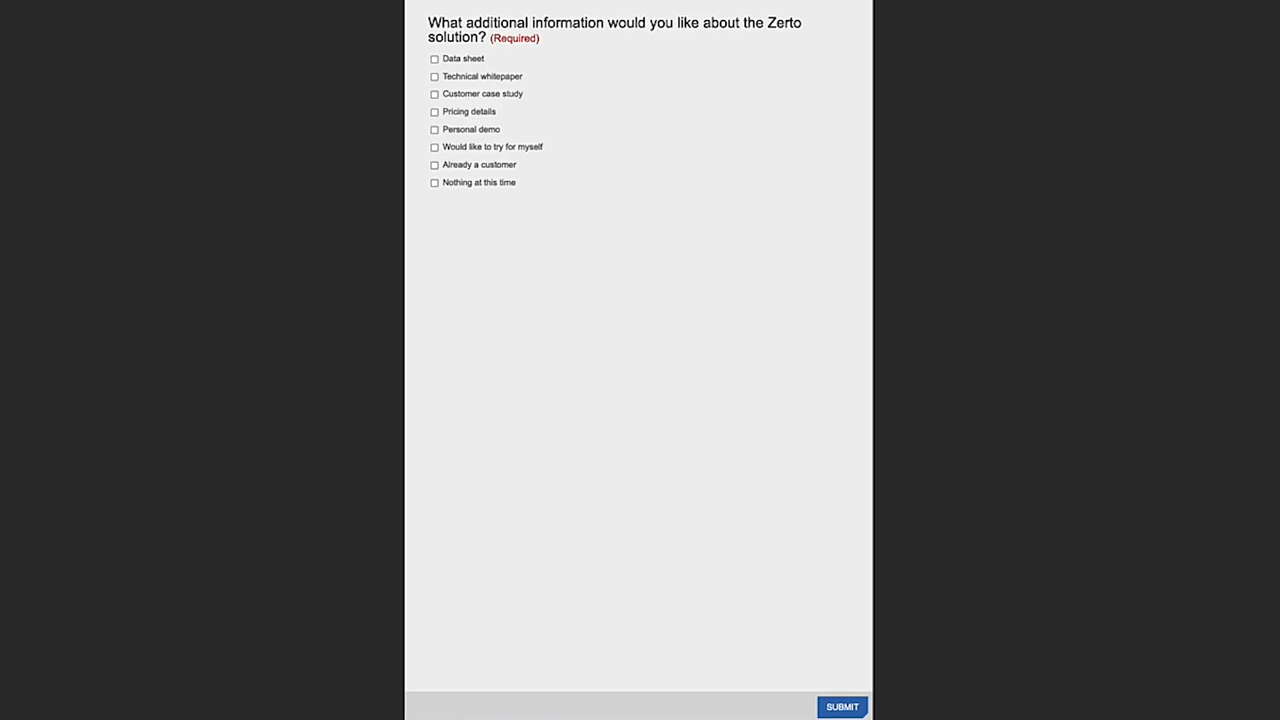 What additional information would you like about the Zerto
solution? (Required)
Data sheet
Technical whitepaper
Customer case study
Pricing details
Personal demo
Would like to try for myself
Already a customer
Nothing at this time
SUBMIT